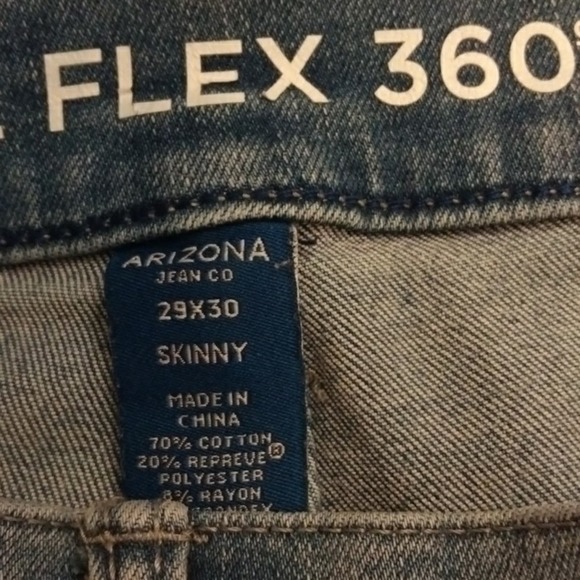 FLEX 360°
ARIZONA
JEAN CO
29X30
SKINNY
MADE IN
CHINA
70% COTTON
20% REPREVE®
POLYESTER
8% RAYON